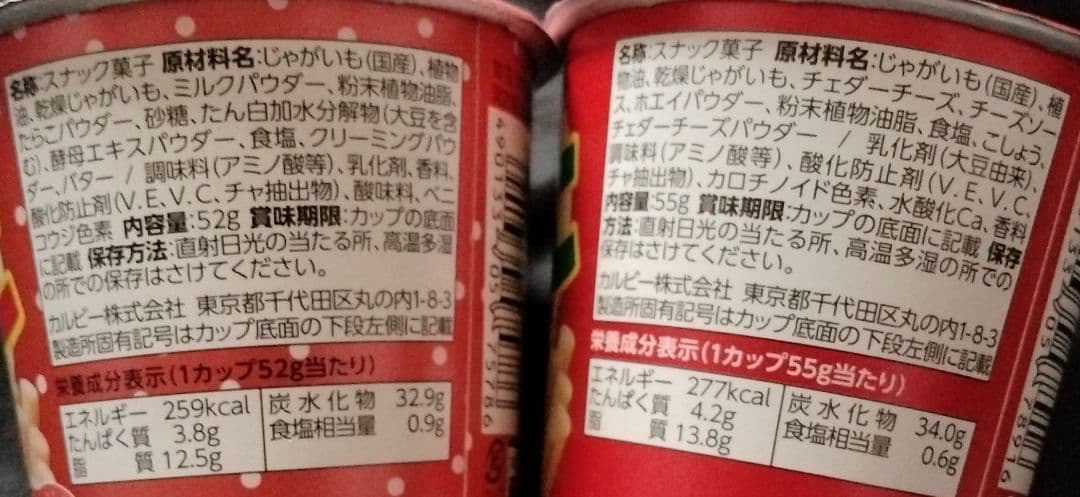 名称:スナック菓子 原材料名:じゃがいも(国産)、植物
油、乾燥じゃがいも、ミルクパウダー、粉末植物油脂、
たらこパウダー、砂糖、たん白加水分解物(大豆を含
む)、酵母エキスパウダー、食塩、クリーミングパウ
ダー、バター / 調味料(アミノ酸等)、乳化剤、香料、
酸化防止剤(V.E、V.C、チャ抽出物)、酸味料、ベニ
コウジ色素 内容量:52g 賞味期限:カップの底面
に記載 保存方法:直射日光の当たる所、高温多湿
の所での保存はさけてください。
カルビー株式会社 東京都千代田区丸の内1-8-3
製造所固有記号はカップ底面の下段左側に記載
栄養成分表示(1カップ52g当たり)
エネルギー 259kcal 炭水化物 32.9g
たんぱく質 3.8g 食塩相当量 0.9g
脂質 12.5g
名称:スナック菓子 原材料名:じゃがいも(国産)、植
物油、乾燥じゃがいも、チェダーチーズ、チーズソー
ス、ホエイパウダー、粉末植物油脂、食塩、こしょう、
チェダーチーズパウダー / 乳化剤(大豆由来)、
調味料(アミノ酸等)、酸化防止剤(V.E、V.C、
チャ抽出物)、カロチノイド色素、水酸化Ca、香料
内容量:55g 賞味期限:カップの底面に記載 保存
方法:直射日光の当たる所、高温多湿の所での
保存はさけてください。
カルビー株式会社 東京都千代田区丸の内1-8-3
製造所固有記号はカップ底面の下段左側に記載
栄養成分表示(1カップ55g当たり)
エネルギー 277kcal 炭水化物 34.0g
たんぱく質 4.2g 食塩相当量 0.6g
脂質 13.8g